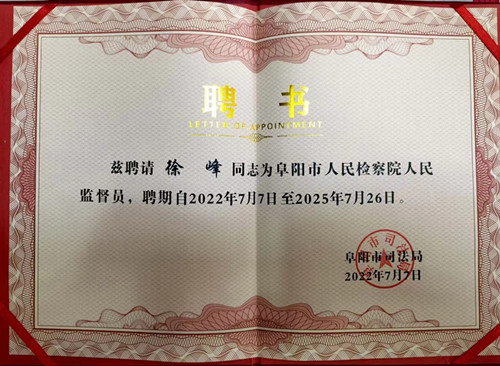 聘 书
LETTER OF APPOINTMENT
兹聘请 徐 峰 同志为阜阳市人民检察院人民
监督员，聘期自2022年7月7日至2025年7月26日。
阜阳市司法局
2022年7月7日